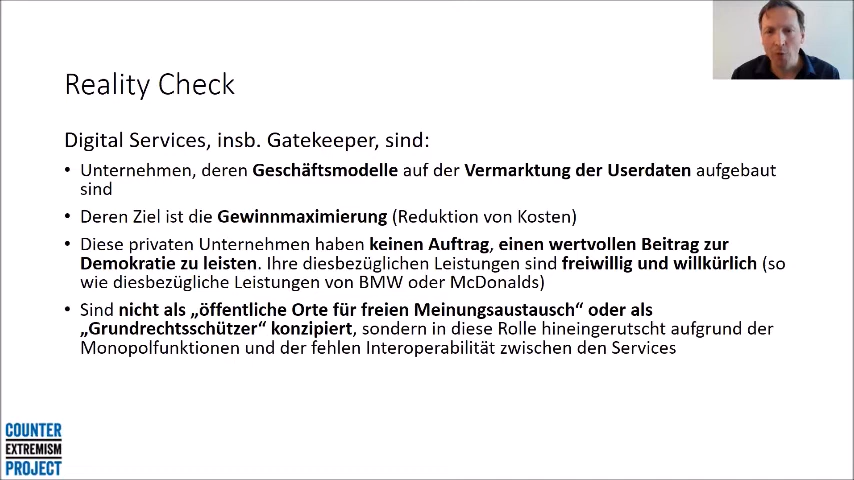 Reality Check
Digital Services, insb. Gatekeeper, sind:
• Unternehmen, deren Geschäftsmodelle auf der Vermarktung der Userdaten aufgebaut
sind
• Deren Ziel ist die Gewinnmaximierung (Reduktion von Kosten)
• Diese privaten Unternehmen haben keinen Auftrag, einen wertvollen Beitrag zur
Demokratie zu leisten. Ihre diesbezüglichen Leistungen sind freiwillig und willkürlich (so
wie diesbezügliche Leistungen von BMW oder McDonalds)
• Sind nicht als „öffentliche Orte für freien Meinungsaustausch“ oder als
„Grundrechtsschützer“ konzipiert, sondern in diese Rolle hineingerutscht aufgrund der
Monopolfunktionen und der fehlen Interoperabilität zwischen den Services
COUNTER
EXTREMISM
PROJECT